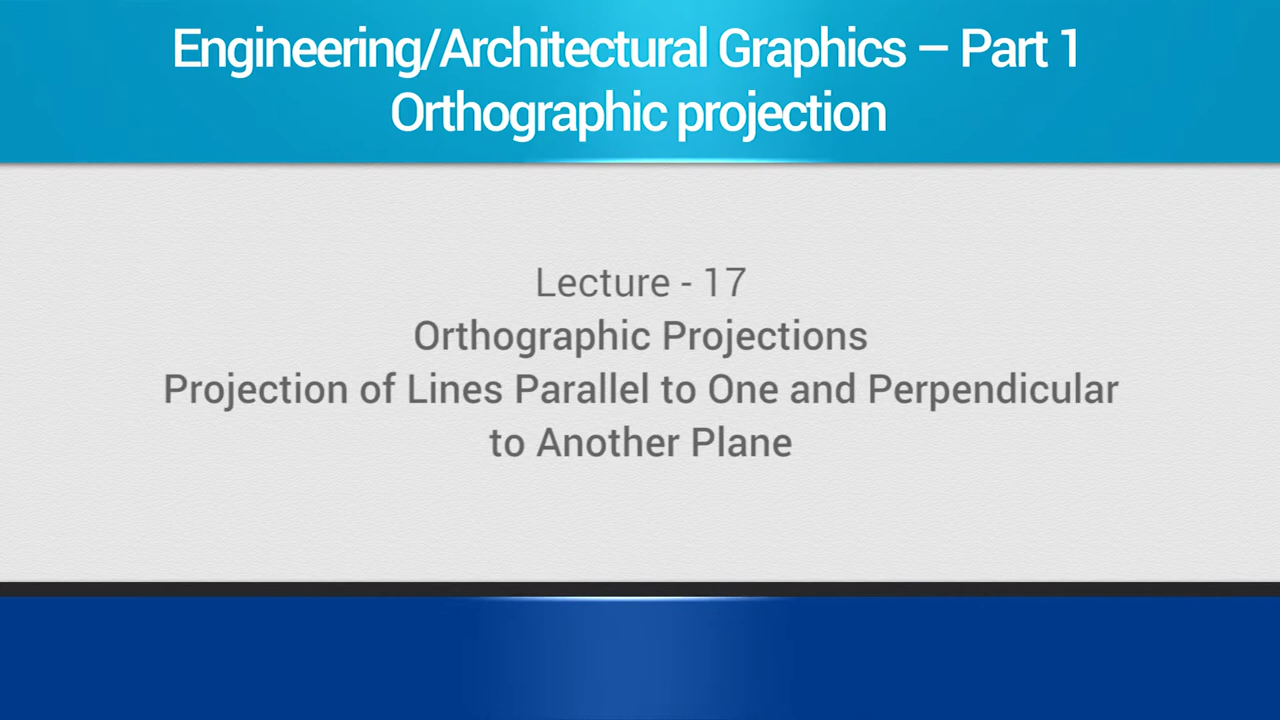 Engineering/Architectural Graphics – Part 1
Orthographic projection
Lecture - 17
Orthographic Projections
Projection of Lines Parallel to One and Perpendicular
to Another Plane